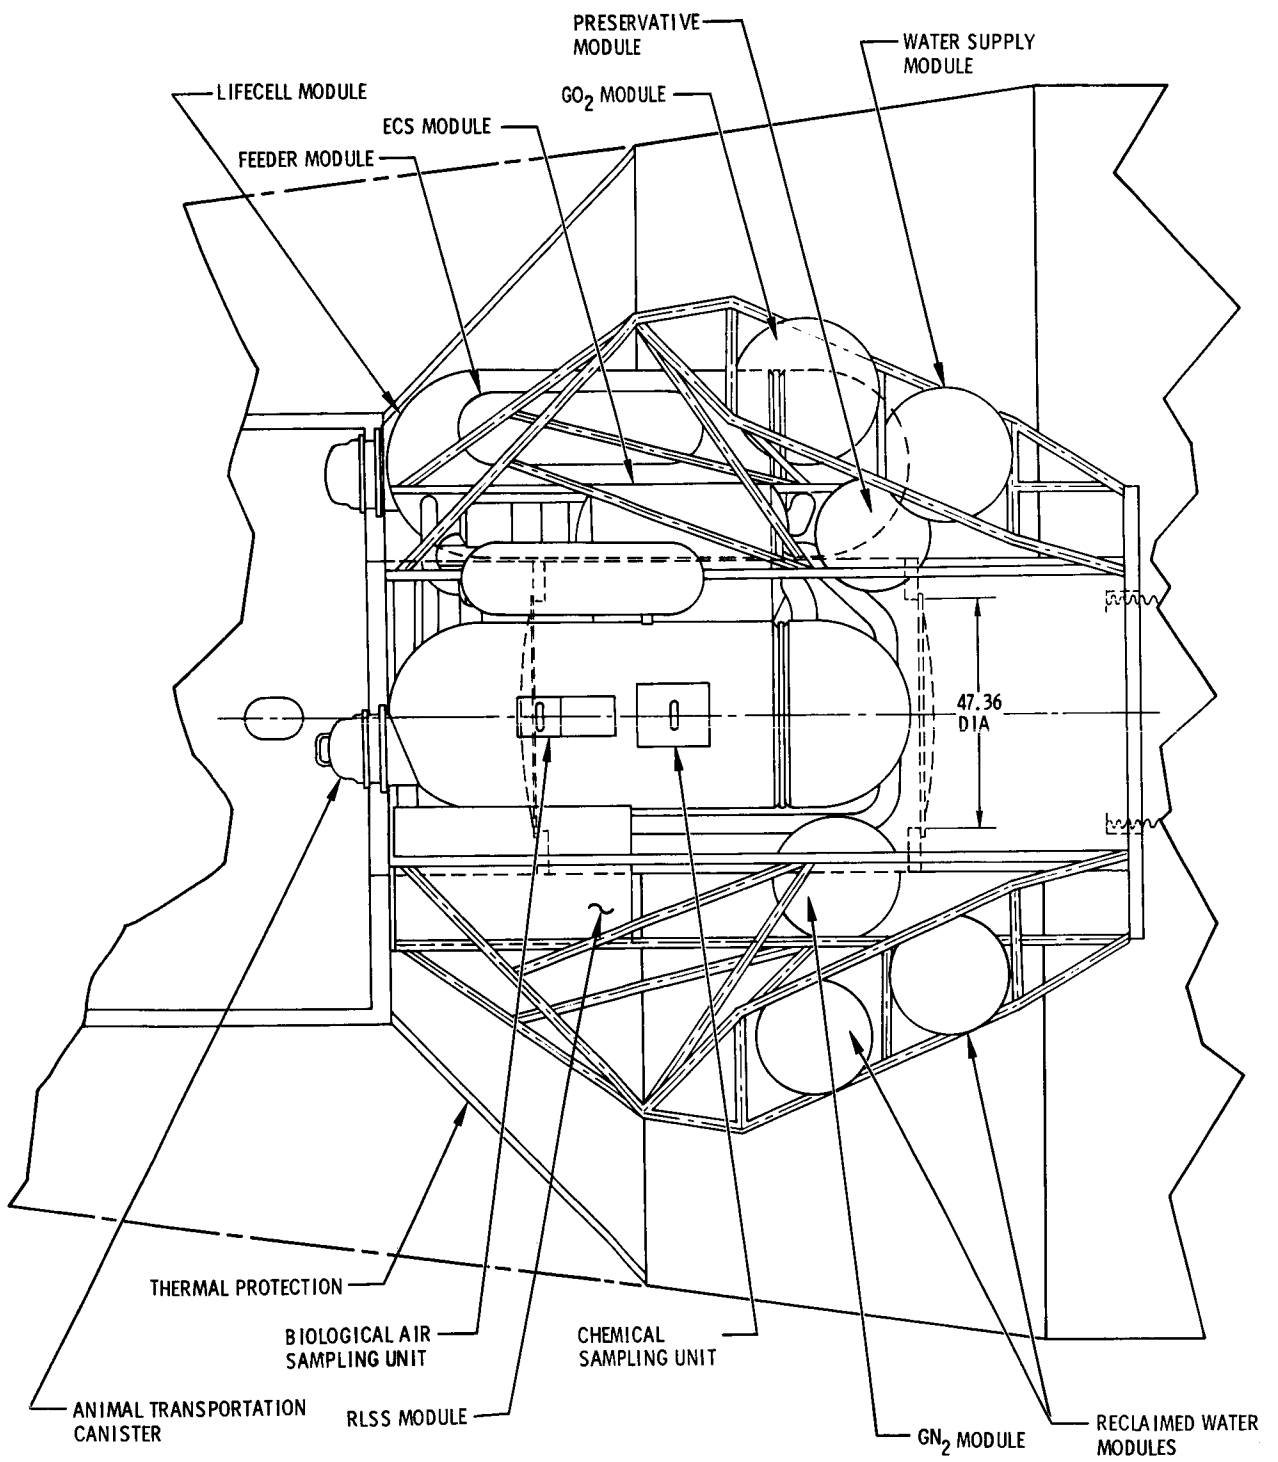 PRESERVATIVE
MODULE
WATER SUPPLY
MODULE
LIFECELL MODULE
GO₂ MODULE
ECS MODULE
FEEDER MODULE
47.36
DIA
THERMAL PROTECTION
BIOLOGICAL AIR
SAMPLING UNIT
CHEMICAL
SAMPLING UNIT
ANIMAL TRANSPORTATION
CANISTER
RLSS MODULE
GN₂ MODULE
RECLAIMED WATER
MODULES